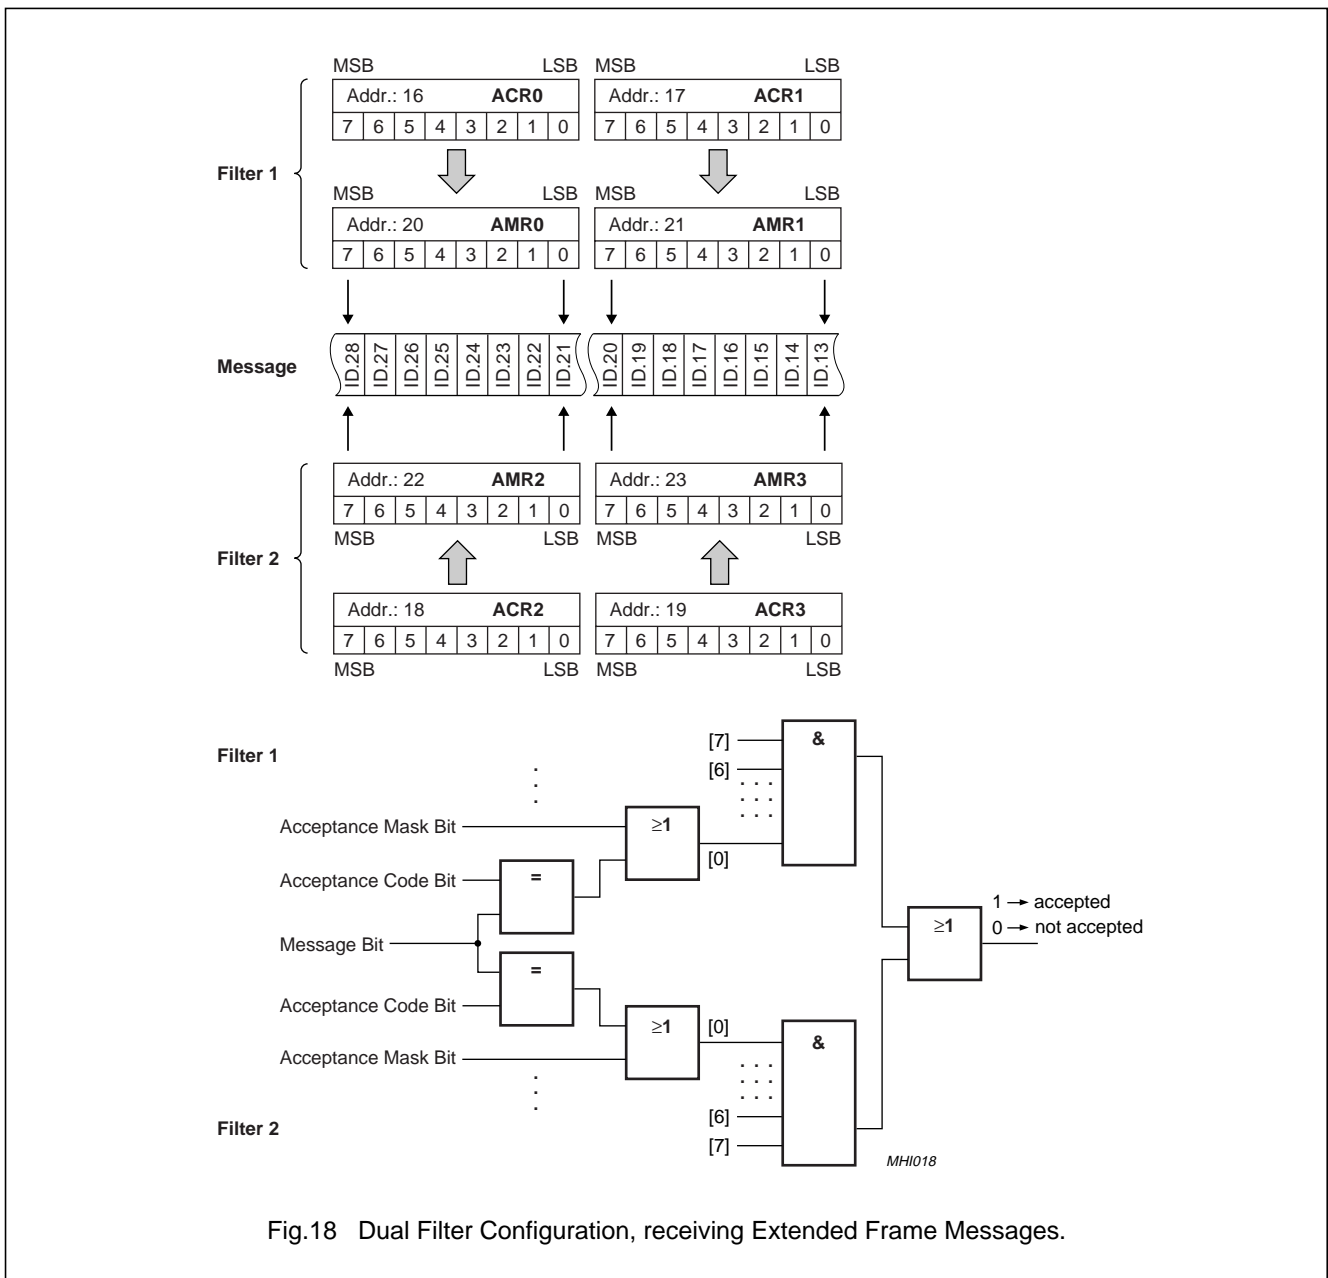 MSB LSB MSB LSB
Addr.: 16 ACR0 Addr.: 17 ACR1
7 6 5 4 3 2 1 0 7 6 5 4 3 2 1 0
Filter 1
MSB LSB MSB LSB
Addr.: 20 AMR0 Addr.: 21 AMR1
7 6 5 4 3 2 1 0 7 6 5 4 3 2 1 0
Message ID.28 ID.27 ID.26 ID.25 ID.24 ID.23 ID.22 ID.21 ID.20 ID.19 ID.18 ID.17 ID.16 ID.15 ID.14 ID.13
Addr.: 22 AMR2 Addr.: 23 AMR3
7 6 5 4 3 2 1 0 7 6 5 4 3 2 1 0
MSB LSB MSB LSB
Filter 2
Addr.: 18 ACR2 Addr.: 19 ACR3
7 6 5 4 3 2 1 0 7 6 5 4 3 2 1 0
MSB LSB MSB LSB
Filter 1
[7] &
[6]
Acceptance Mask Bit ≥1
[0]
Acceptance Code Bit =
1 → accepted
≥1 0 → not accepted
Message Bit
=
Acceptance Code Bit
≥1 [0] &
Acceptance Mask Bit
[6]
Filter 2
[7]
MHI018
Fig.18 Dual Filter Configuration, receiving Extended Frame Messages.